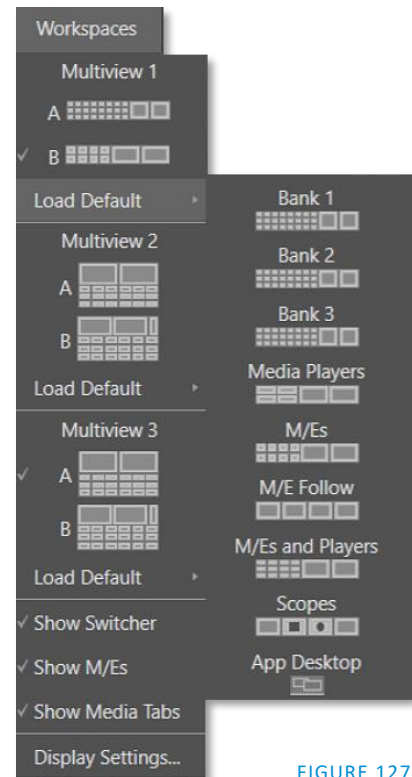 Workspaces
Multiview 1
A
✓ B
Load Default
Multiview 2
A
B
Load Default
Multiview 3
✓ A
B
Load Default
✓ Show Switcher
✓ Show M/Es
✓ Show Media Tabs
Display Settings...
Bank 1
Bank 2
Bank 3
Media Players
M/Es
M/E Follow
M/Es and Players
Scopes
App Desktop
FIGURE 127